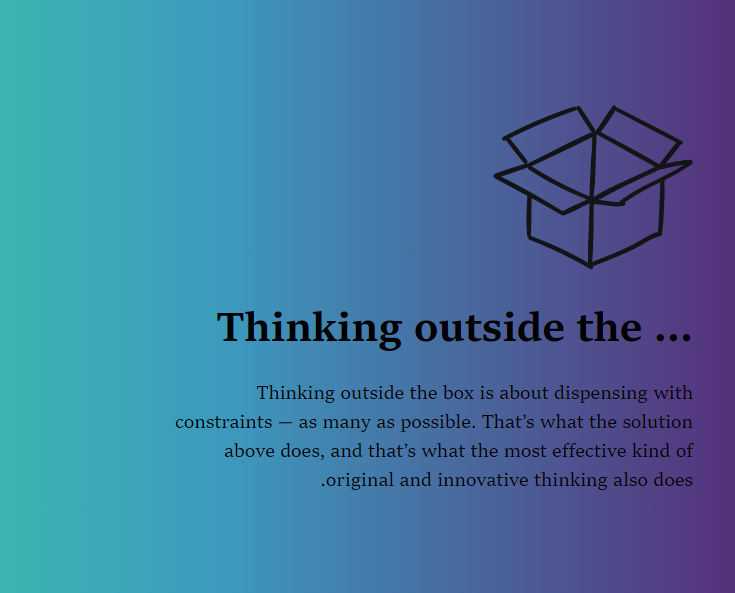 Thinking outside the ...
Thinking outside the box is about dispensing with
constraints — as many as possible. That’s what the solution
above does, and that’s what the most effective kind of
.original and innovative thinking also does